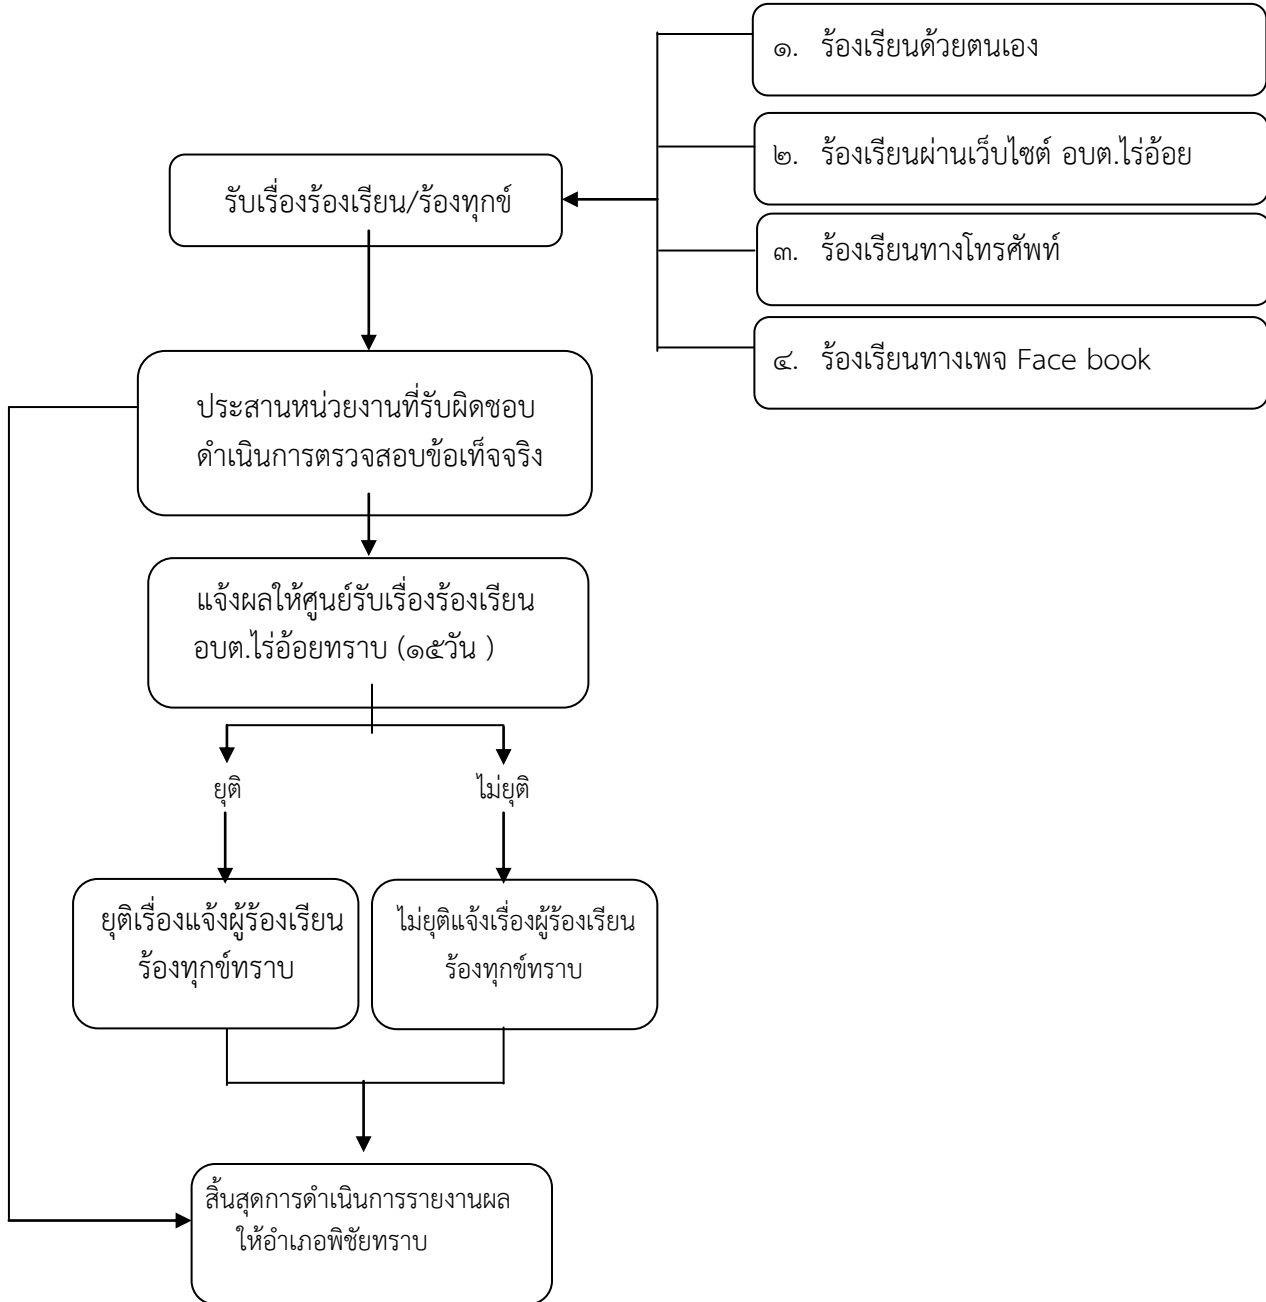 ๑. ร้องเรียนด้วยตนเอง
๒. ร้องเรียนผ่านเว็บไซต์ อบต.ไร่อ้อย
รับเรื่องร้องเรียน/ร้องทุกข์
๓. ร้องเรียนทางโทรศัพท์
๔. ร้องเรียนทางเพจ Face book
ประสานหน่วยงานที่รับผิดชอบ
ดำเนินการตรวจสอบข้อเท็จจริง
แจ้งผลให้ศูนย์รับเรื่องร้องเรียน
อบต.ไร่อ้อยทราบ (๑๕วัน )
ยุติ
ไม่ยุติ
ยุติเรื่องแจ้งผู้ร้องเรียน
ร้องทุกข์ทราบ
ไม่ยุติแจ้งเรื่องผู้ร้องเรียน
ร้องทุกข์ทราบ
สิ้นสุดการดำเนินการรายงานผล
ให้อำเภอพิชัยทราบ